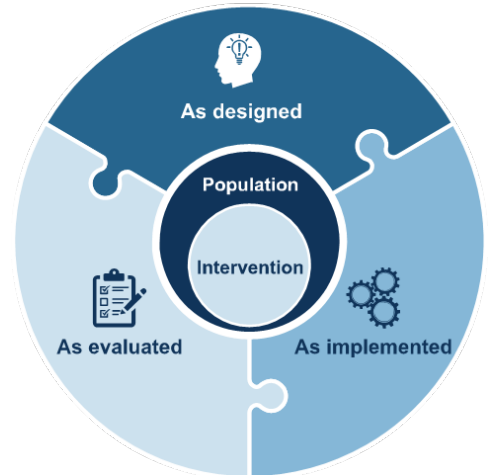 As designed
Population
Intervention
As evaluated
As implemented